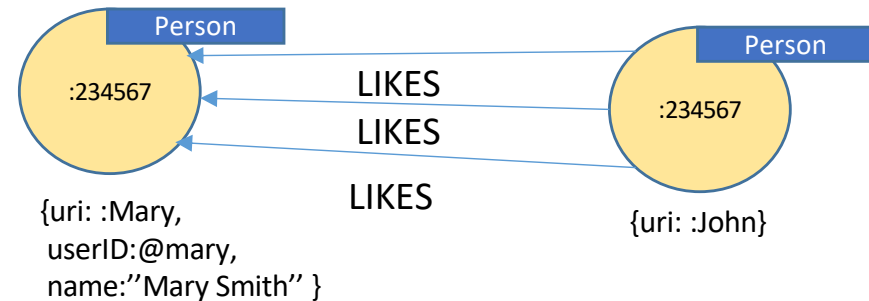 Person
Person
:234567
:234567
LIKES
LIKES
LIKES
{uri: :Mary,
userID:@mary,
name:’’Mary Smith’’ }
{uri: :John}